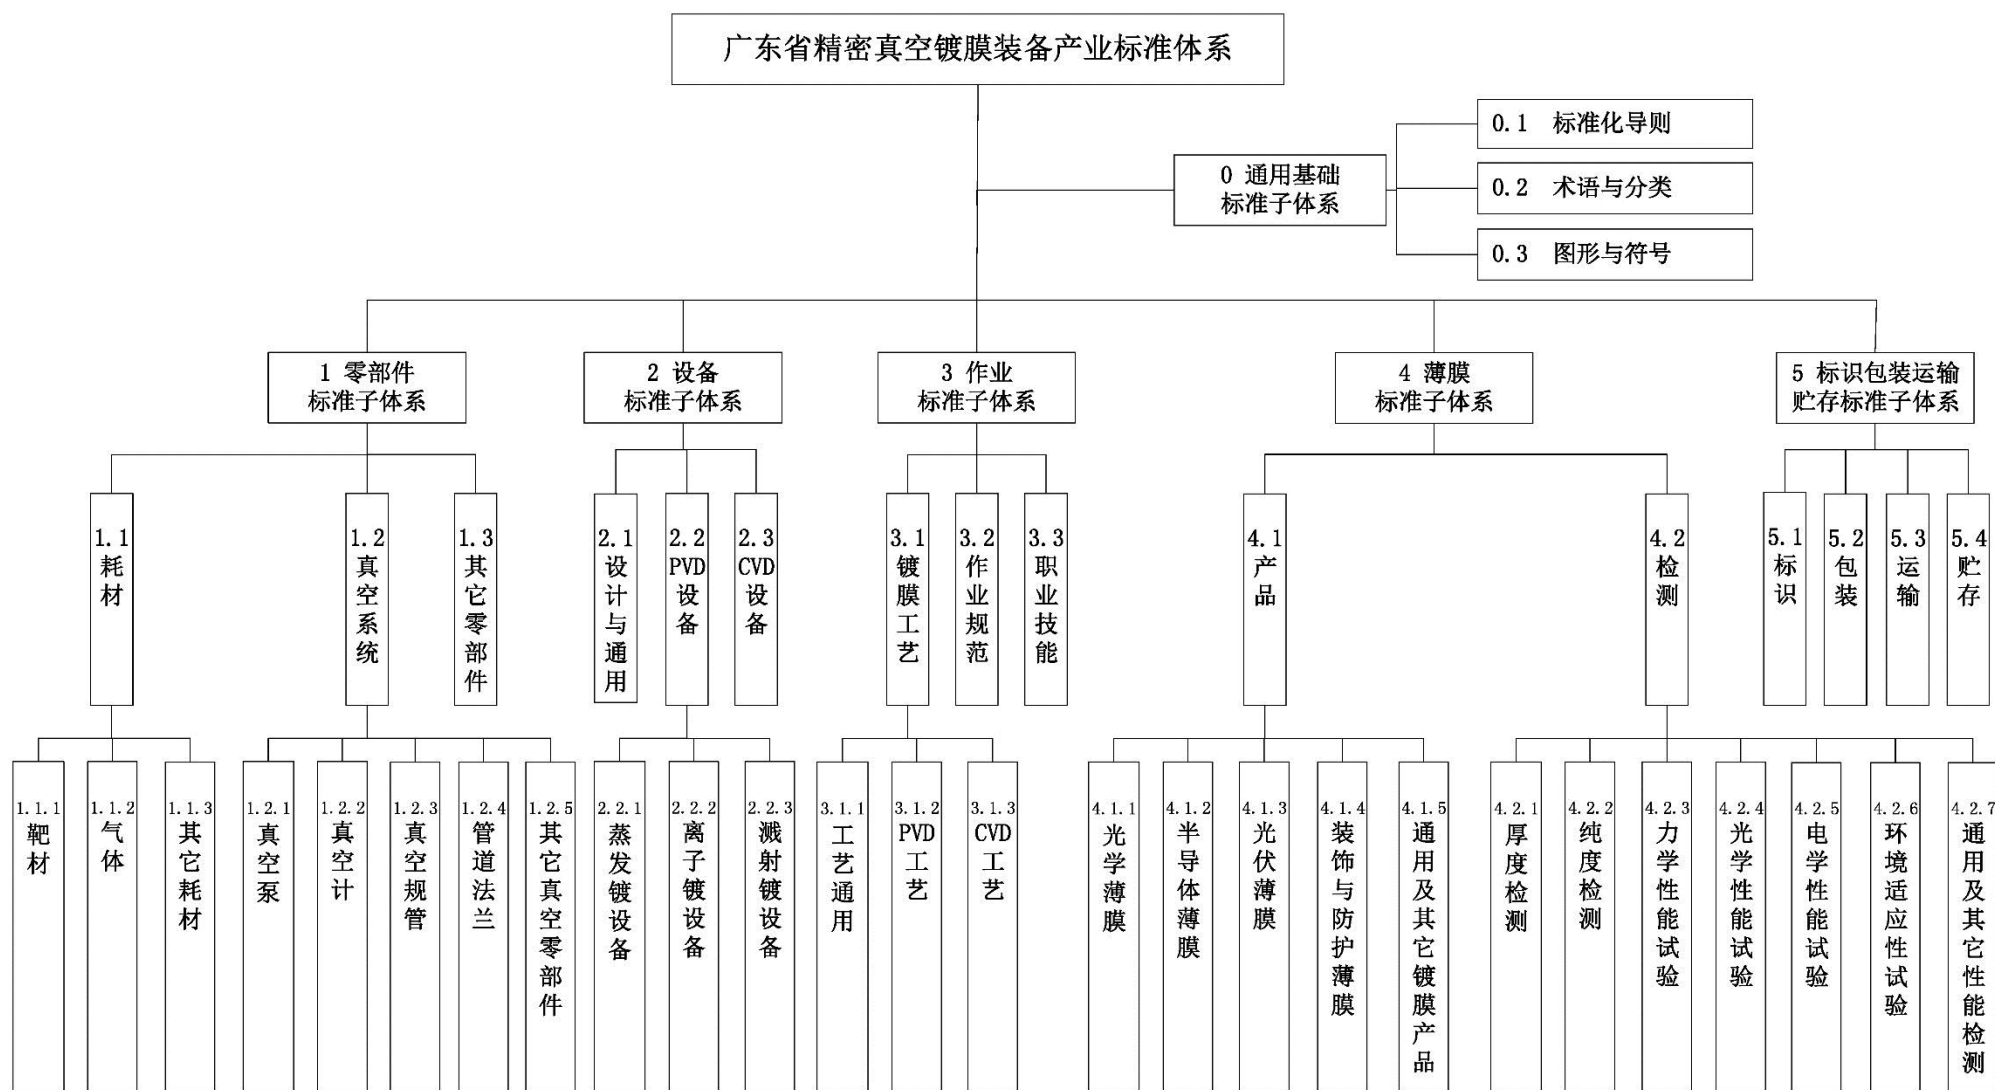 广东省精密真空镀膜装备产业标准体系
0 通用基础
标准子体系
0.1 标准化导则
0.2 术语与分类
0.3 图形与符号
1 零部件
标准子体系
2 设备
标准子体系
3 作业
标准子体系
4 薄膜
标准子体系
5 标识包装运输
贮存标准子体系
1.1 耗材
1.2 真空系统
1.3 其它零部件
2.1 设计与通用
2.2 PVD设备
2.3 CVD设备
3.1 镀膜工艺
3.2 作业规范
3.3 职业技能
4.1 产品
4.2 检测
5.1 标识
5.2 包装
5.3 运输
5.4 贮存
1.1.1 靶材
1.1.2 气体
1.1.3 其它耗材
1.2.1 真空泵
1.2.2 真空计
1.2.3 真空规管
1.2.4 管道法兰
1.2.5 其它真空零部件
2.2.1 蒸发镀设备
2.2.2 离子镀设备
2.2.3 溅射镀设备
3.1.1 工艺通用
3.1.2 PVD工艺
3.1.3 CVD工艺
4.1.1 光学薄膜
4.1.2 半导体薄膜
4.1.3 光伏薄膜
4.1.4 装饰与防护薄膜
4.1.5 通用及其它镀膜产品
4.2.1 厚度检测
4.2.2 纯度检测
4.2.3 力学性能试验
4.2.4 光学性能试验
4.2.5 电学性能试验
4.2.6 环境适应性试验
4.2.7 通用及其它性能检测